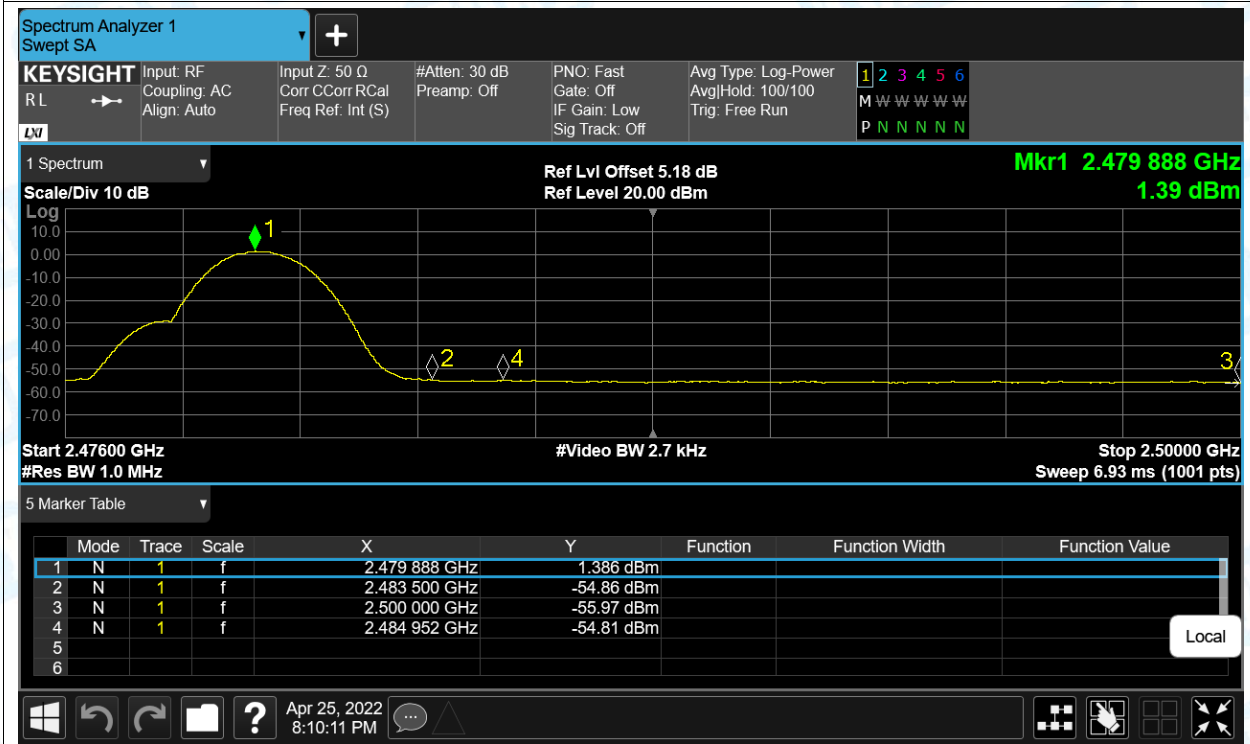 Spectrum Analyzer 1
Swept SA
+
KEYSIGHT Input: RF Input Z: 50 Ω #Atten: 30 dB PNO: Fast Avg Type: Log-Power 1 2 3 4 5 6
R L Coupling: AC Corr CCorr RCal Preamp: Off Gate: Off Avg|Hold: 100/100 M W W W W W
Align: Auto Freq Ref: Int (S) IF Gain: Low Trig: Free Run
LXI Sig Track: Off P N N N N N
1 Spectrum Ref Lvl Offset 5.18 dB Mkr1 2.479 888 GHz
Scale/Div 10 dB Ref Level 20.00 dBm 1.39 dBm
Log
10.0 1
0.00
-10.0
-20.0
-30.0
-40.0
-50.0 2 4 3
-60.0
-70.0
Start 2.47600 GHz #Video BW 2.7 kHz Stop 2.50000 GHz
#Res BW 1.0 MHz Sweep 6.93 ms (1001 pts)
5 Marker Table
Mode Trace Scale X Y Function Function Width Function Value
1 N 1 f 2.479 888 GHz 1.386 dBm
2 N 1 f 2.483 500 GHz -54.86 dBm
3 N 1 f 2.500 000 GHz -55.97 dBm
4 N 1 f 2.484 952 GHz -54.81 dBm
5
6
Local
? Apr 25, 2022
8:10:11 PM